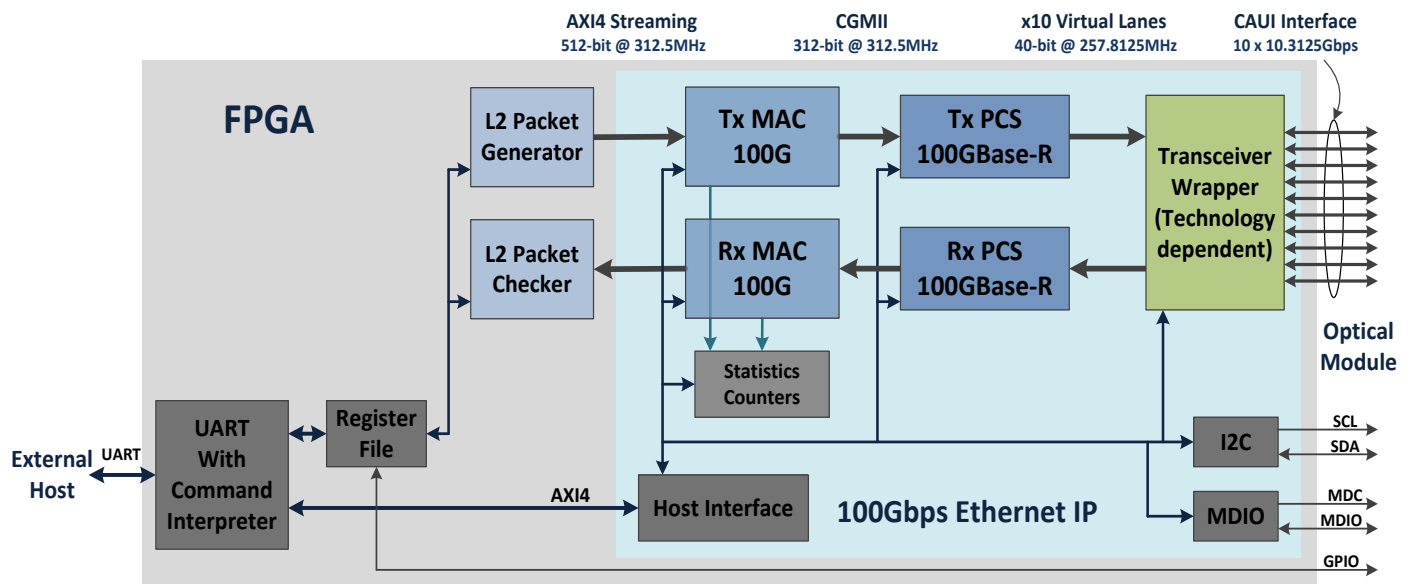 AXI4 Streaming
512-bit @ 312.5MHz
CGMII
312-bit @ 312.5MHz
x10 Virtual Lanes
40-bit @ 257.8125MHz
CAUI Interface
10 x 10.3125Gbps
FPGA
L2 Packet
Generator
Tx MAC
100G
Tx PCS
100GBase-R
Transceiver
Wrapper
(Technology
dependent)
L2 Packet
Checker
Rx MAC
100G
Rx PCS
100GBase-R
Optical
Module
Statistics
Counters
UART
With
Command
Interpreter
Register
File
External
Host
UART
I2C
SCL
SDA
AXI4
Host Interface
100Gbps Ethernet IP
MDIO
MDC
MDIO
GPIO